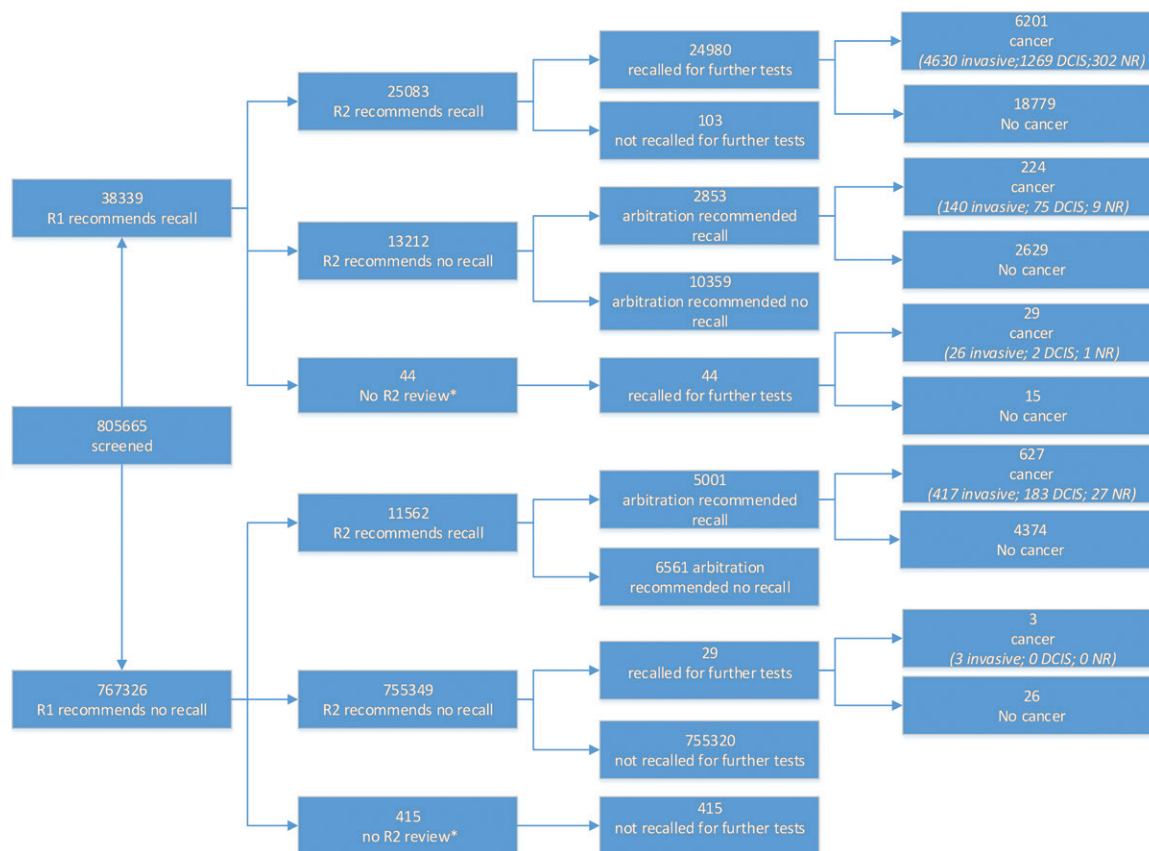 38339
R1 recommends recall
805665
screened
767326
R1 recommends no recall
25083
R2 recommends recall
13212
R2 recommends no recall
44
No R2 review*
11562
R2 recommends recall
755349
R2 recommends no recall
415
no R2 review*
24980
recalled for further tests
103
not recalled for further tests
2853
arbitration recommended
recall
10359
arbitration recommended no
recall
44
recalled for further tests
5001
arbitration recommended
recall
6561 arbitration
recommended no recall
29
recalled for further tests
755320
not recalled for further tests
415
not recalled for further tests
6201
cancer
(4630 invasive;1269 DCIS;302 NR)
18779
No cancer
224
cancer
(140 invasive; 75 DCIS; 9 NR)
2629
No cancer
29
cancer
(26 invasive; 2 DCIS; 1 NR)
15
No cancer
627
cancer
(417 invasive; 183 DCIS; 27 NR)
4374
No cancer
3
cancer
(3 invasive; 0 DCIS; 0 NR)
26
No cancer